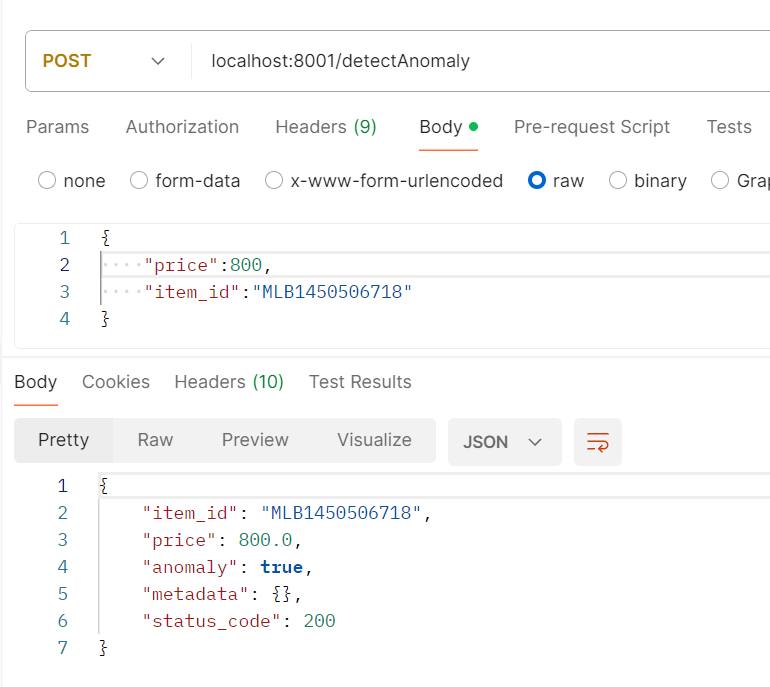 POST localhost:8001/detectAnomaly
Params Authorization Headers (9) Body Pre-request Script Tests
none form-data x-www-form-urlencoded raw binary
1 {
2 "price":800,
3 "item_id":"MLB1450506718"
4 }
Body Cookies Headers (10) Test Results
Pretty Raw Preview Visualize JSON
1 {
2 "item_id": "MLB1450506718",
3 "price": 800.0,
4 "anomaly": true,
5 "metadata": {},
6 "status_code": 200
7 }